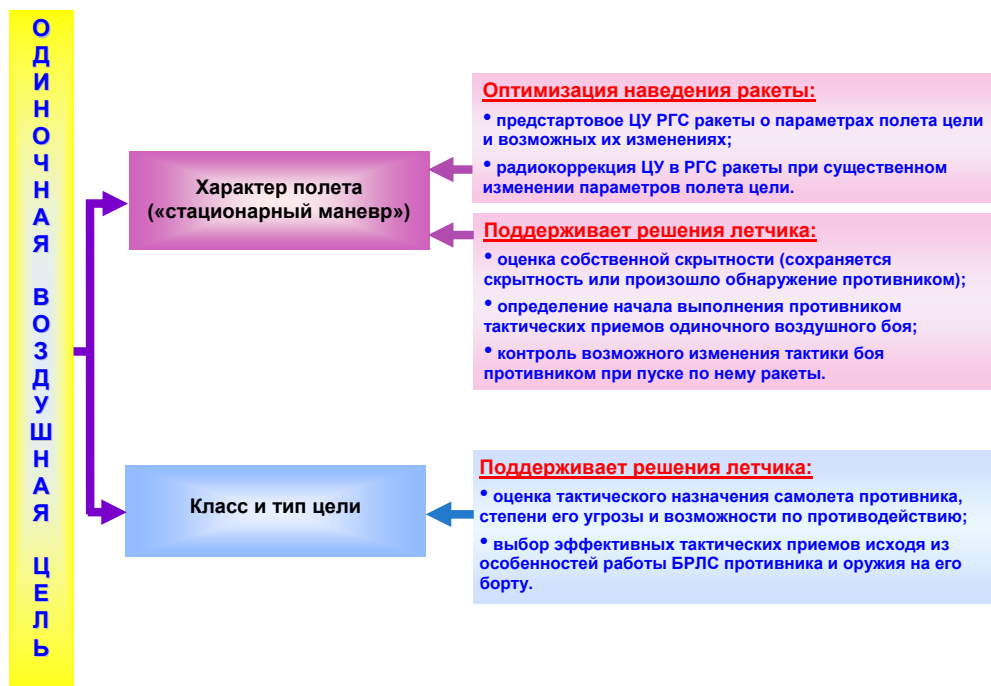 ОДИНОЧНАЯ ВОЗДУШНАЯ ЦЕЛЬ
Характер полета
(«стационарный маневр»)
Оптимизация наведения ракеты:
• предстартовое ЦУ РГС ракеты о параметрах полета цели
и возможных их изменениях;
• радиокоррекция ЦУ в РГС ракеты при существенном
изменении параметров полета цели.
Поддерживает решения летчика:
• оценка собственной скрытности (сохраняется
скрытность или произошло обнаружение противником);
• определение начала выполнения противником
тактических приемов одиночного воздушного боя;
• контроль возможного изменения тактики боя
противником при пуске по нему ракеты.
Класс и тип цели
Поддерживает решения летчика:
• оценка тактического назначения самолета противника,
степени его угрозы и возможности по противодействию;
• выбор эффективных тактических приемов исходя из
особенностей работы БРЛС противника и оружия на его
борту.